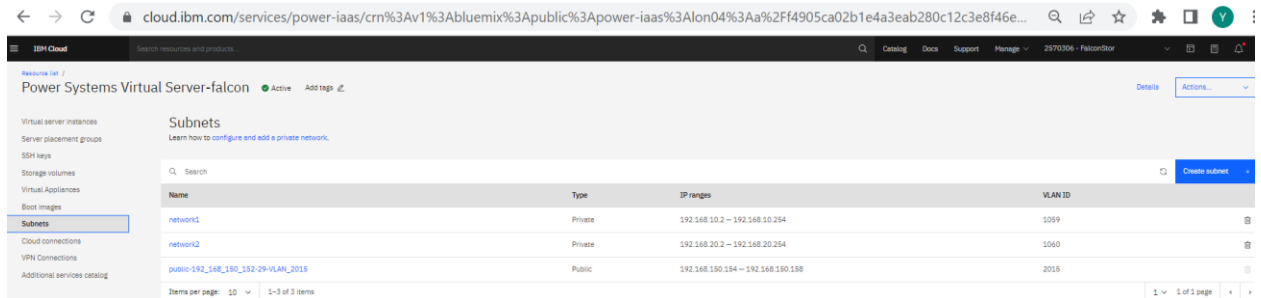 cloud.ibm.com/services/power-iaas/crn%3Av1%3Abluemix%3Apublic%3Apower-iaas%3Alon04%3Aa%2Ff4905ca02b1e4a3eab280c12c3e8f46e...
Y
IBM Cloud Search resources and products... Catalog Docs Support Manage 2570306 - FalconStor
Resource list /
Power Systems Virtual Server-falcon Active Add tags Details Actions...
Virtual server instances
Server placement groups
SSH keys
Storage volumes
Virtual Appliances
Boot images
Subnets
Cloud connections
VPN Connections
Additional services catalog
Subnets
Learn how to configure and add a private network.
Search Create subnet +
Name Type IP ranges VLAN ID
network1 Private 192.168.10.2 — 192.168.10.254 1059
network2 Private 192.168.20.2 — 192.168.20.254 1060
public-192_168_150_152-29-VLAN_2015 Public 192.168.150.154 — 192.168.150.158 2015
Items per page: 10 1–3 of 3 items 1 1 of 1 page